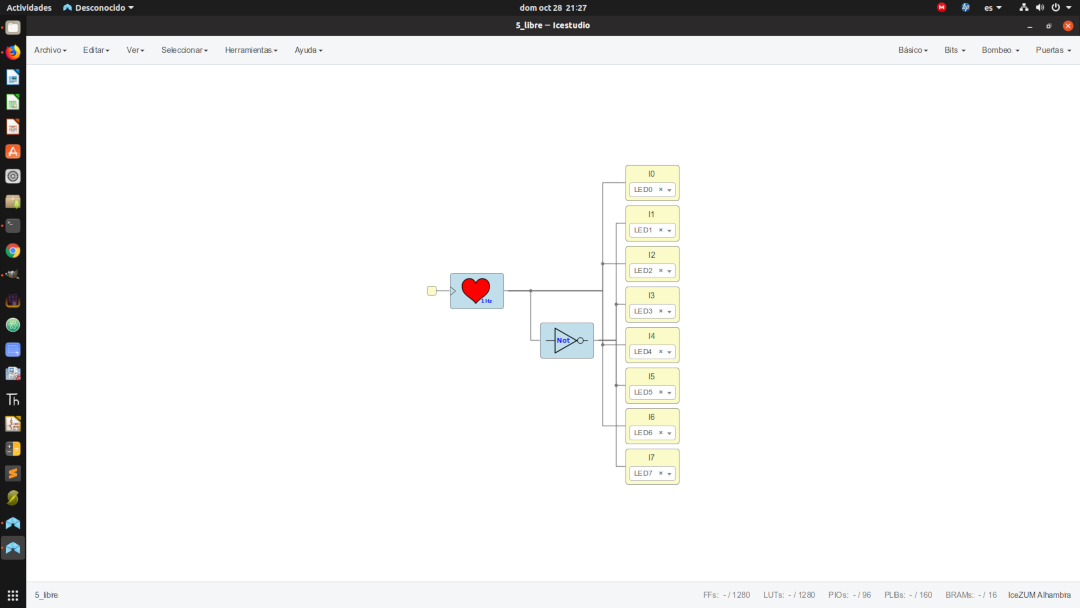 Actividades Desconocido dom oct 28 21:27 es
5_libre — Icestudio
Archivo Editar Ver Seleccionar Herramientas Ayuda Básico Bits Bombeo Puertas
I0
LED0
I1
LED1
I2
LED2
I3
LED3
I4
LED4
I5
LED5
I6
LED6
I7
LED7
1Hz
Not
Th
5_libre FFs: - / 1280 LUTs: - / 1280 PIOs: - / 96 PLBs: - / 160 BRAMs: - / 16 IceZUM Alhambra